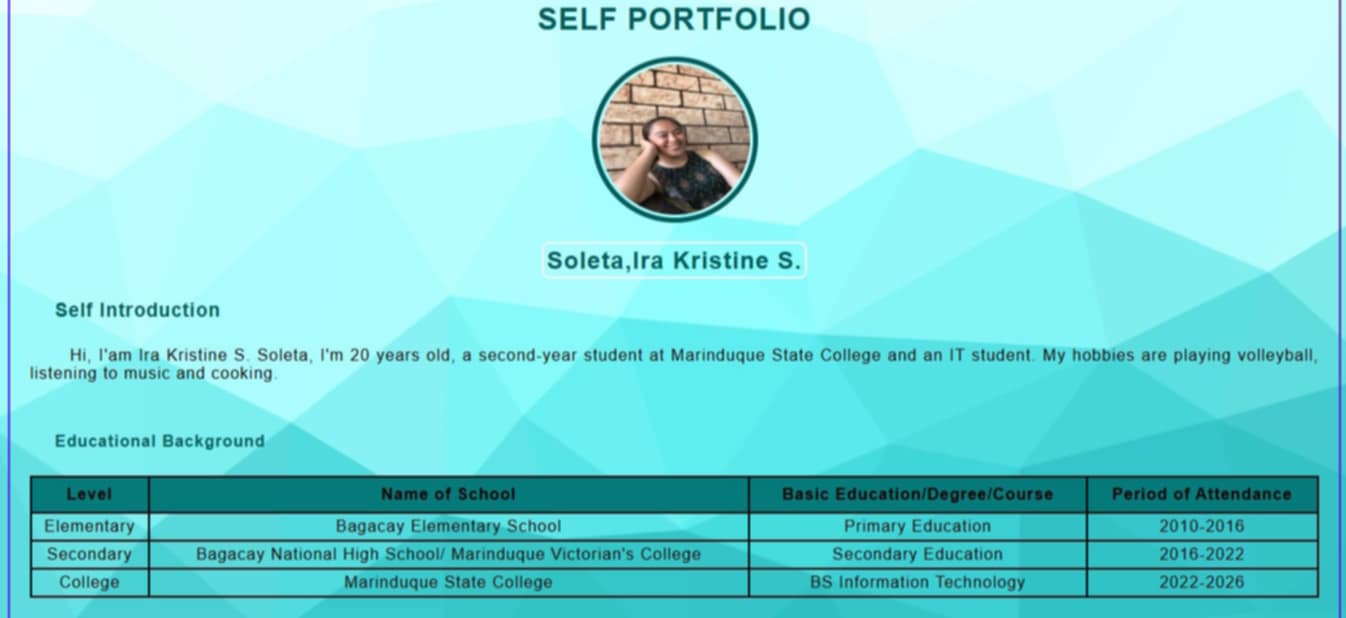 SELF PORTFOLIO
Soleta,Ira Kristine S.
Self Introduction
Hi, I'am Ira Kristine S. Soleta, I'm 20 years old, a second-year student at Marinduque State College and an IT student. My hobbies are playing volleyball,
listening to music and cooking.
Educational Background
Level Name of School Basic Education/Degree/Course Period of Attendance
Elementary Bagacay Elementary School Primary Education 2010-2016
Secondary Bagacay National High School/ Marinduque Victorian's College Secondary Education 2016-2022
College Marinduque State College BS Information Technology 2022-2026